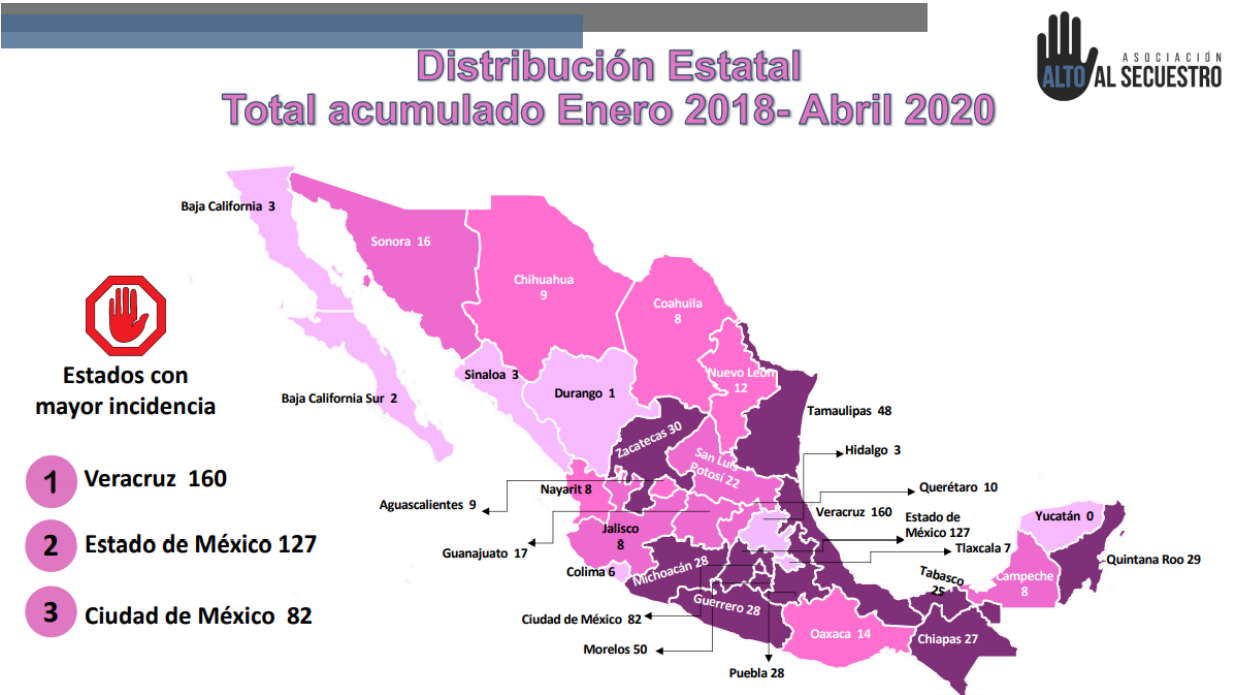 Distribución Estatal
Total acumulado Enero 2018- Abril 2020
ASOCIACIÓN
ALTO AL SECUESTRO
Estados con
mayor incidencia
1 Veracruz 160
2 Estado de México 127
3 Ciudad de México 82
Baja California 3
Sonora 16
Chihuahua
9
Coahuila
8
Nuevo León
12
Sinaloa 3
Durango 1
Baja California Sur 2
Tamaulipas 48
Zacatecas 30
Hidalgo 3
San Luis
Potosí 22
Nayarit 8
Aguascalientes 9
Querétaro 10
Veracruz 160
Estado de
México 127
Yucatán 0
Jalisco
8
Guanajuato 17
Tlaxcala 7
Quintana Roo 29
Colima 6
Michoacán 28
Tabasco
25
Campeche
8
Guerrero 28
Ciudad de México 82
Oaxaca 14
Chiapas 27
Morelos 50
Puebla 28